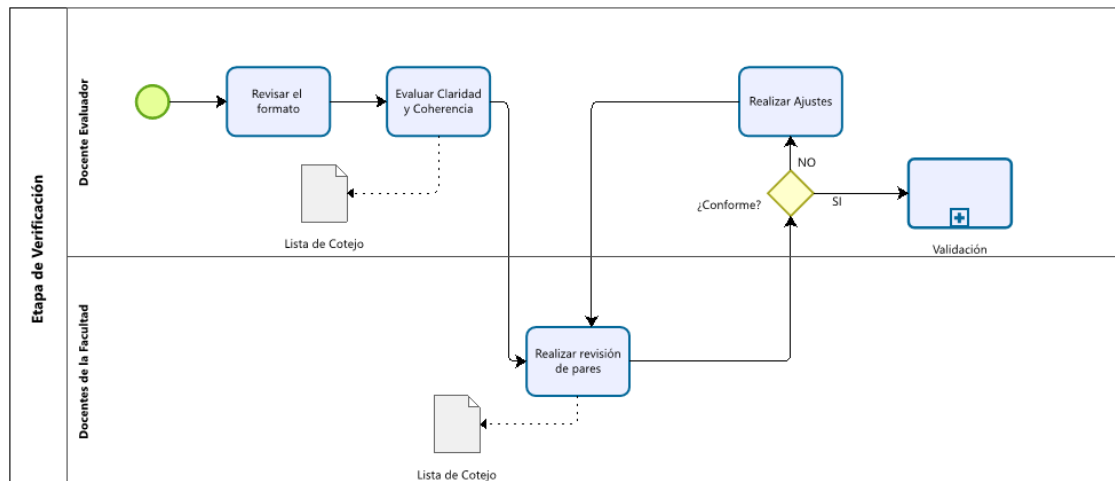 Etapa de Verificación
Docente Evaluador
Revisar el
formato
Evaluar Claridad
y Coherencia
Lista de Cotejo
Realizar Ajustes
NO
¿Conforme?
SI
Validación
Docentes de la Facultad
Realizar revisión
de pares
Lista de Cotejo